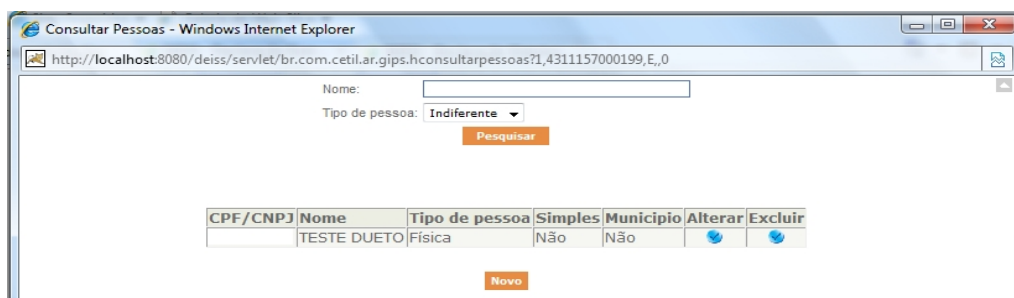 Consultar Pessoas - Windows Internet Explorer
http://localhost:8080/deiss/servlet/br.com.cetil.ar.gips.hconsultarpessoas?1,4311157000199,E,,0
Nome:
Tipo de pessoa: Indiferente
Pesquisar
CPF/CNPJ Nome Tipo de pessoa Simples Municipio Alterar Excluir
TESTE DUETO Física Não Não
Novo